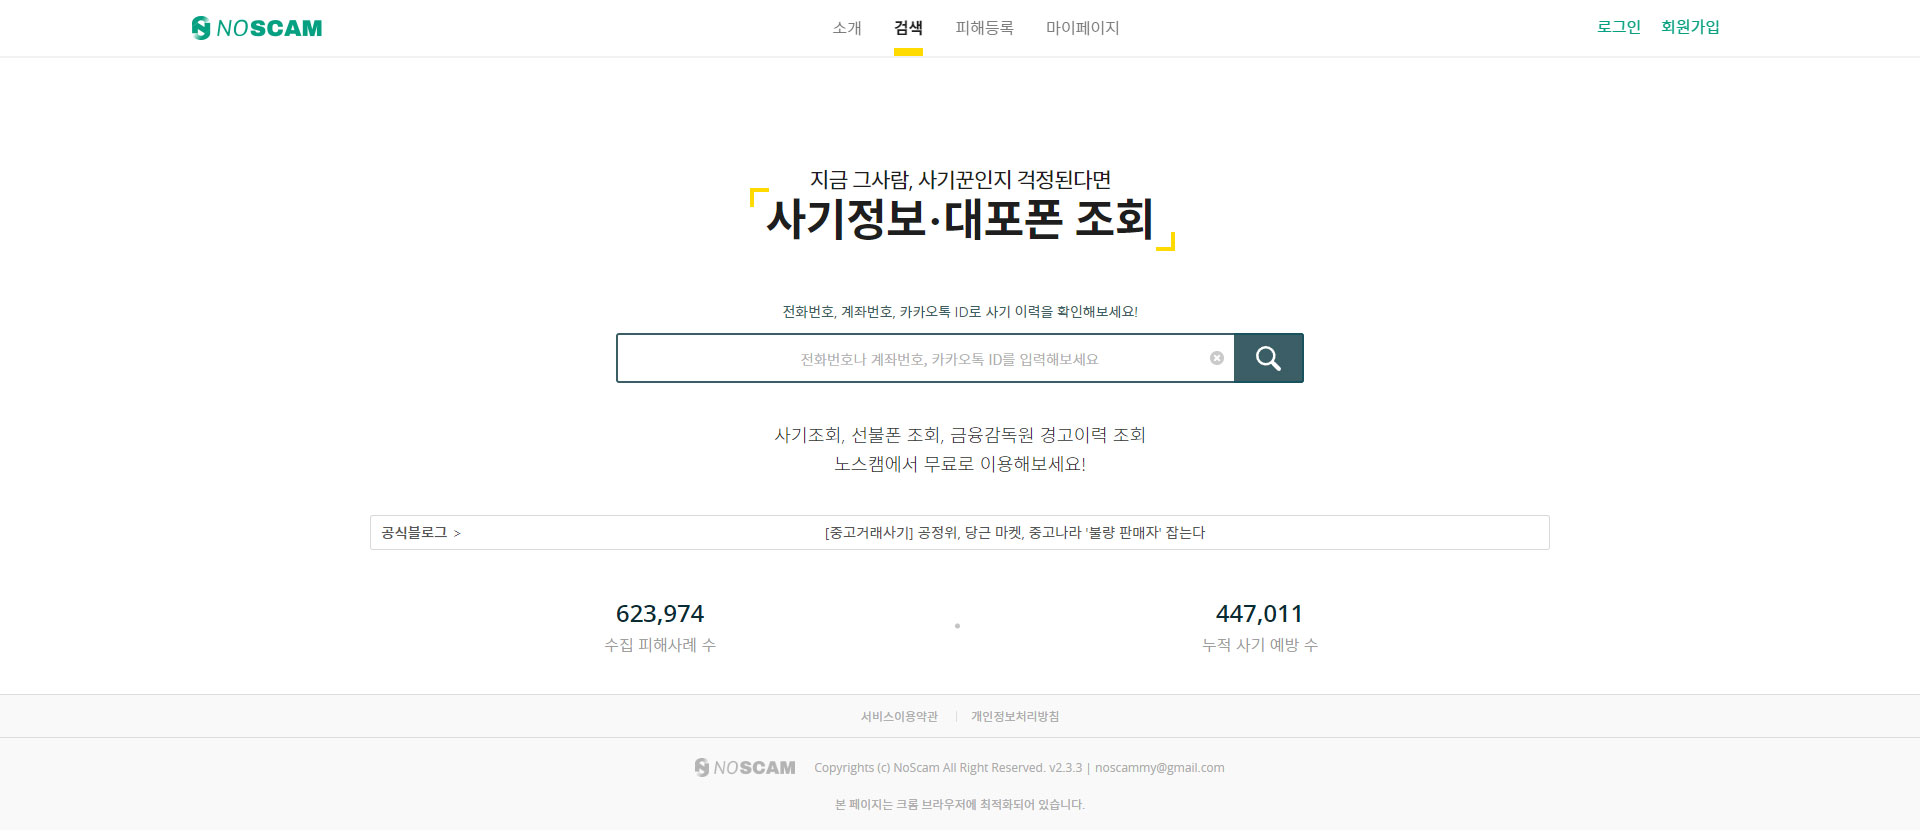 NOSCAM
소개 검색 피해등록 마이페이지
로그인 회원가입
지금 그사람, 사기꾼인지 걱정된다면
사기정보·대포폰 조회
전화번호, 계좌번호, 카카오톡 ID로 사기 이력을 확인해보세요!
전화번호나 계좌번호, 카카오톡 ID를 입력해보세요
사기조회, 선불폰 조회, 금융감독원 경고이력 조회
노스캠에서 무료로 이용해보세요!
공식블로그 >
[중고거래사기] 공정위, 당근 마켓, 중고나라 '불량 판매자' 잡는다
623,974
수집 피해사례 수
447,011
누적 사기 예방 수
서비스이용약관 | 개인정보처리방침
NOSCAM
Copyrights (c) NoScam All Right Reserved. v2.3.3 | noscammy@gmail.com
본 페이지는 크롬 브라우저에 최적화되어 있습니다.